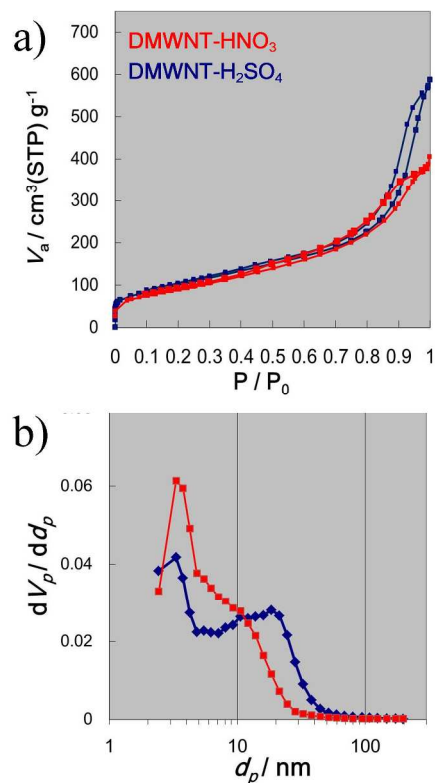 a)
DMWNT-HNO₃
DMWNT-H₂SO₄
700
600
500
400
300
200
100
0
Vₐ / cm³(STP) g⁻¹
0 0.1 0.2 0.3 0.4 0.5 0.6 0.7 0.8 0.9 1
P / P₀
b)
0.06
0.04
0.02
0
dVₚ / ddₚ
1 10 100
dₚ / nm